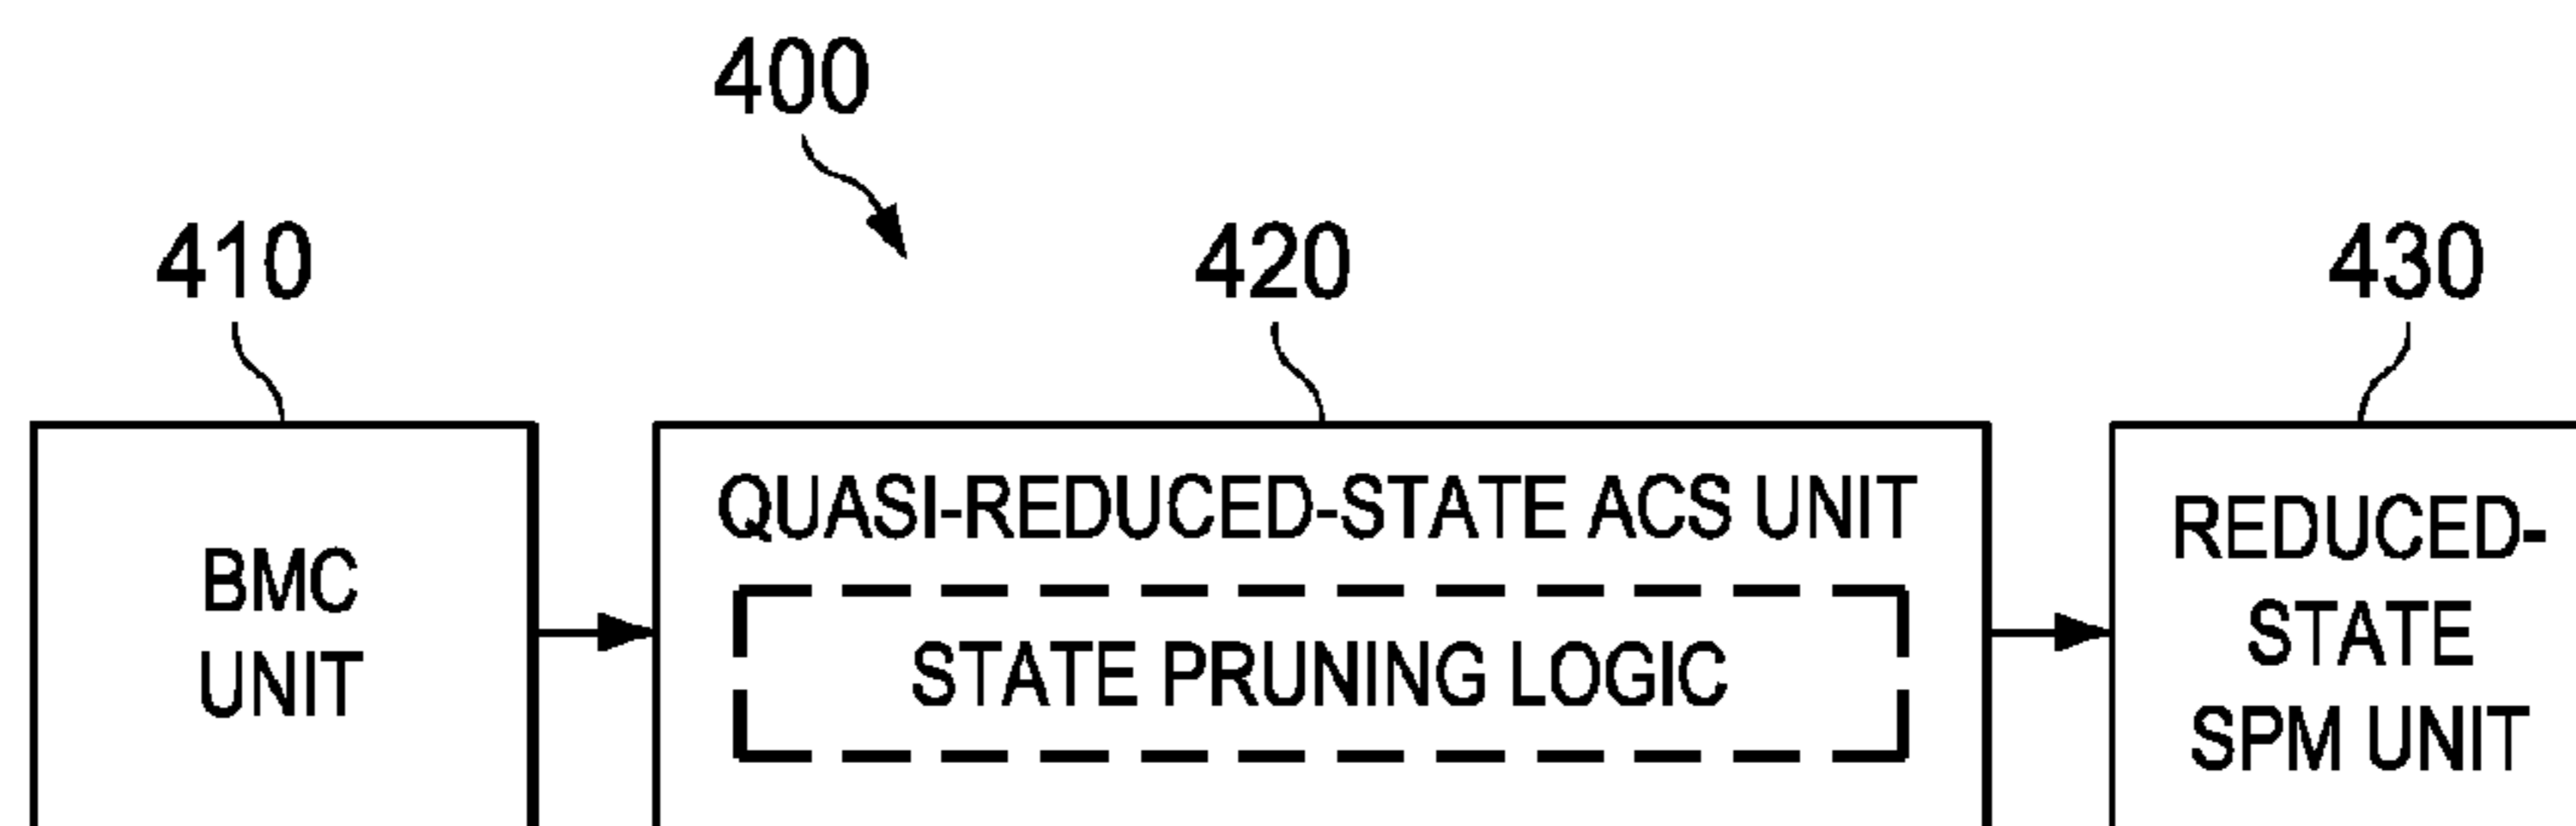 400
410
420
430
BMC
UNIT
QUASI-REDUCED-STATE ACS UNIT
STATE PRUNING LOGIC
REDUCED-
STATE
SPM UNIT